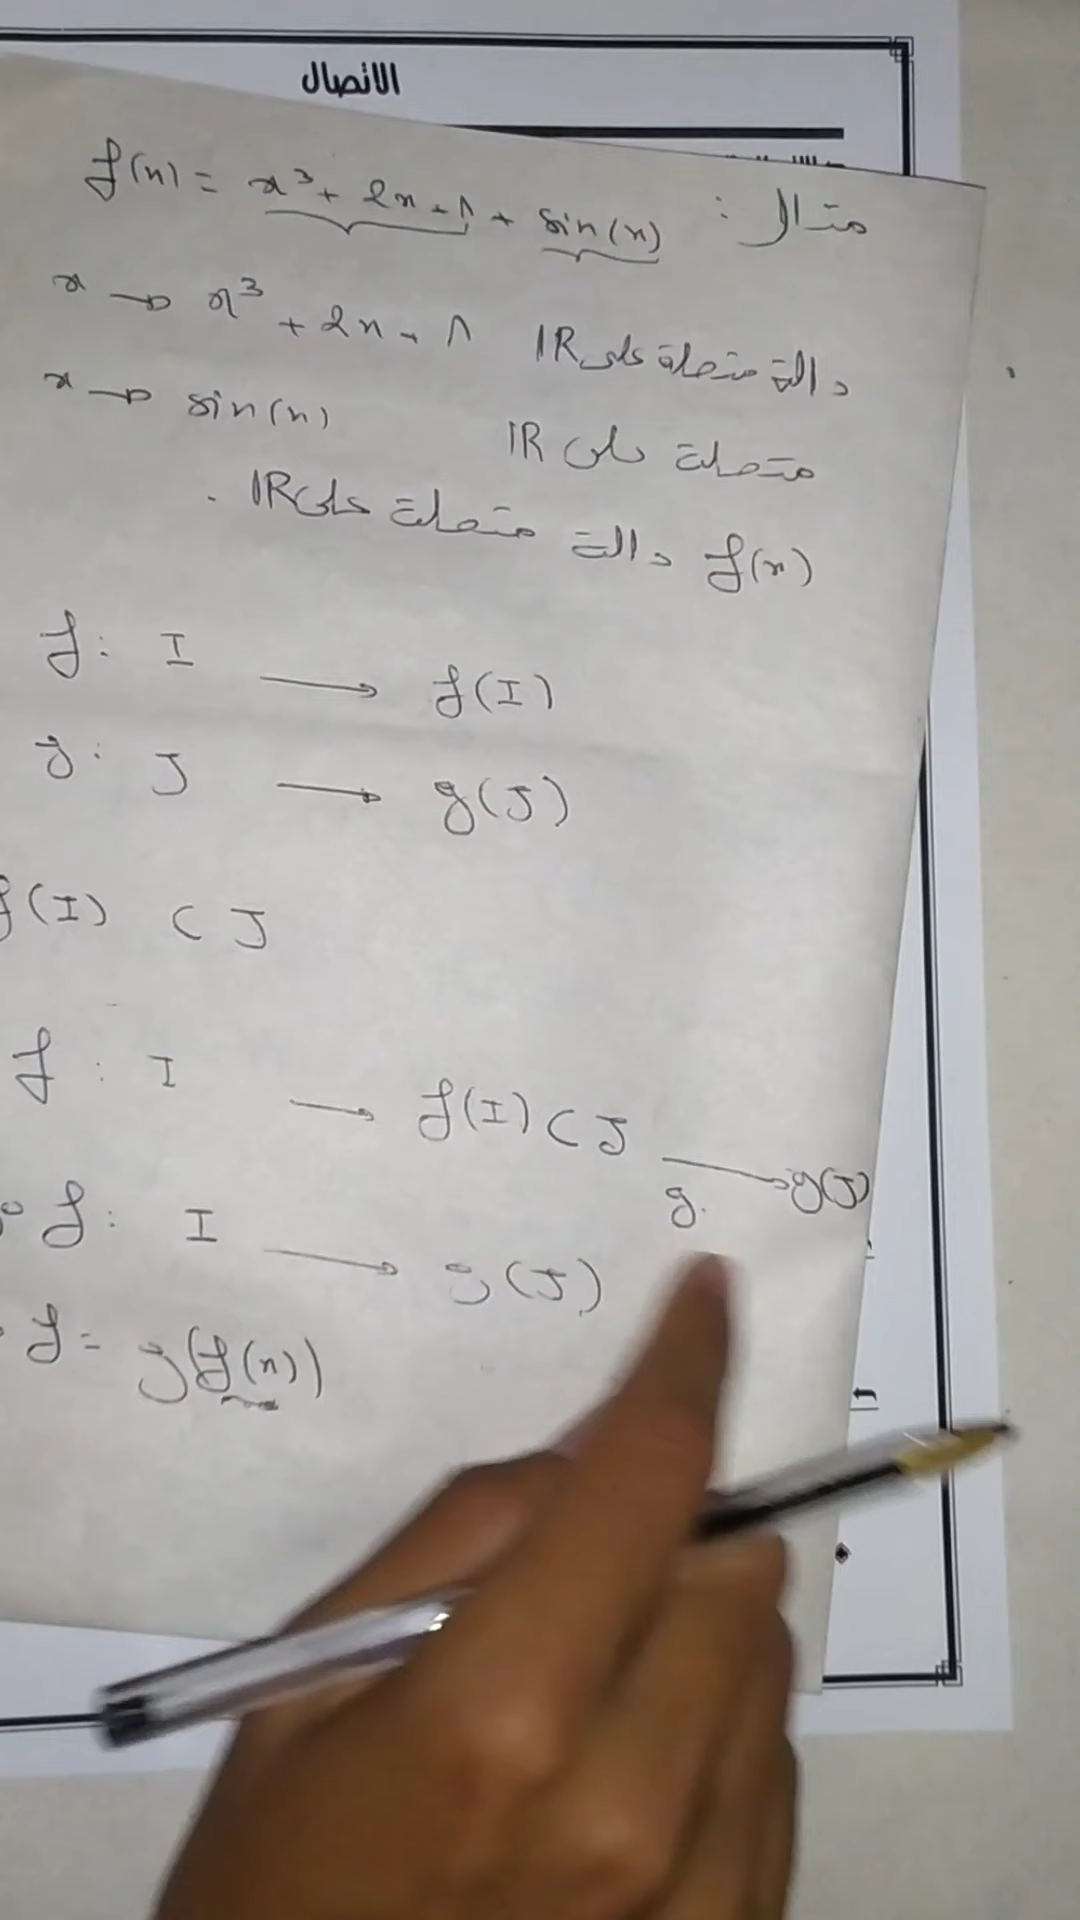 الاتصال
مثال : f(x) = x³ + 2x + 1 + sin(x)
x → x³ + 2x + 1 دالة متصلة على IR
x → sin(x) متصلة على IR
f(x) دالة متصلة على IR .
f : I → f(I)
g : J → g(J)
f(I) ⊂ J
f : I → f(I) ⊂ J → g(J)
g
∘ f : I → g(J)
∘ f = g(f(x))